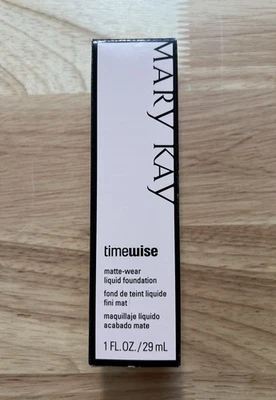 MARY KAY
timewise
matte-wear
liquid foundation
fond de teint liquide
fini mat
maquillaje líquido
acabado mate
1 FL.OZ./29 mL